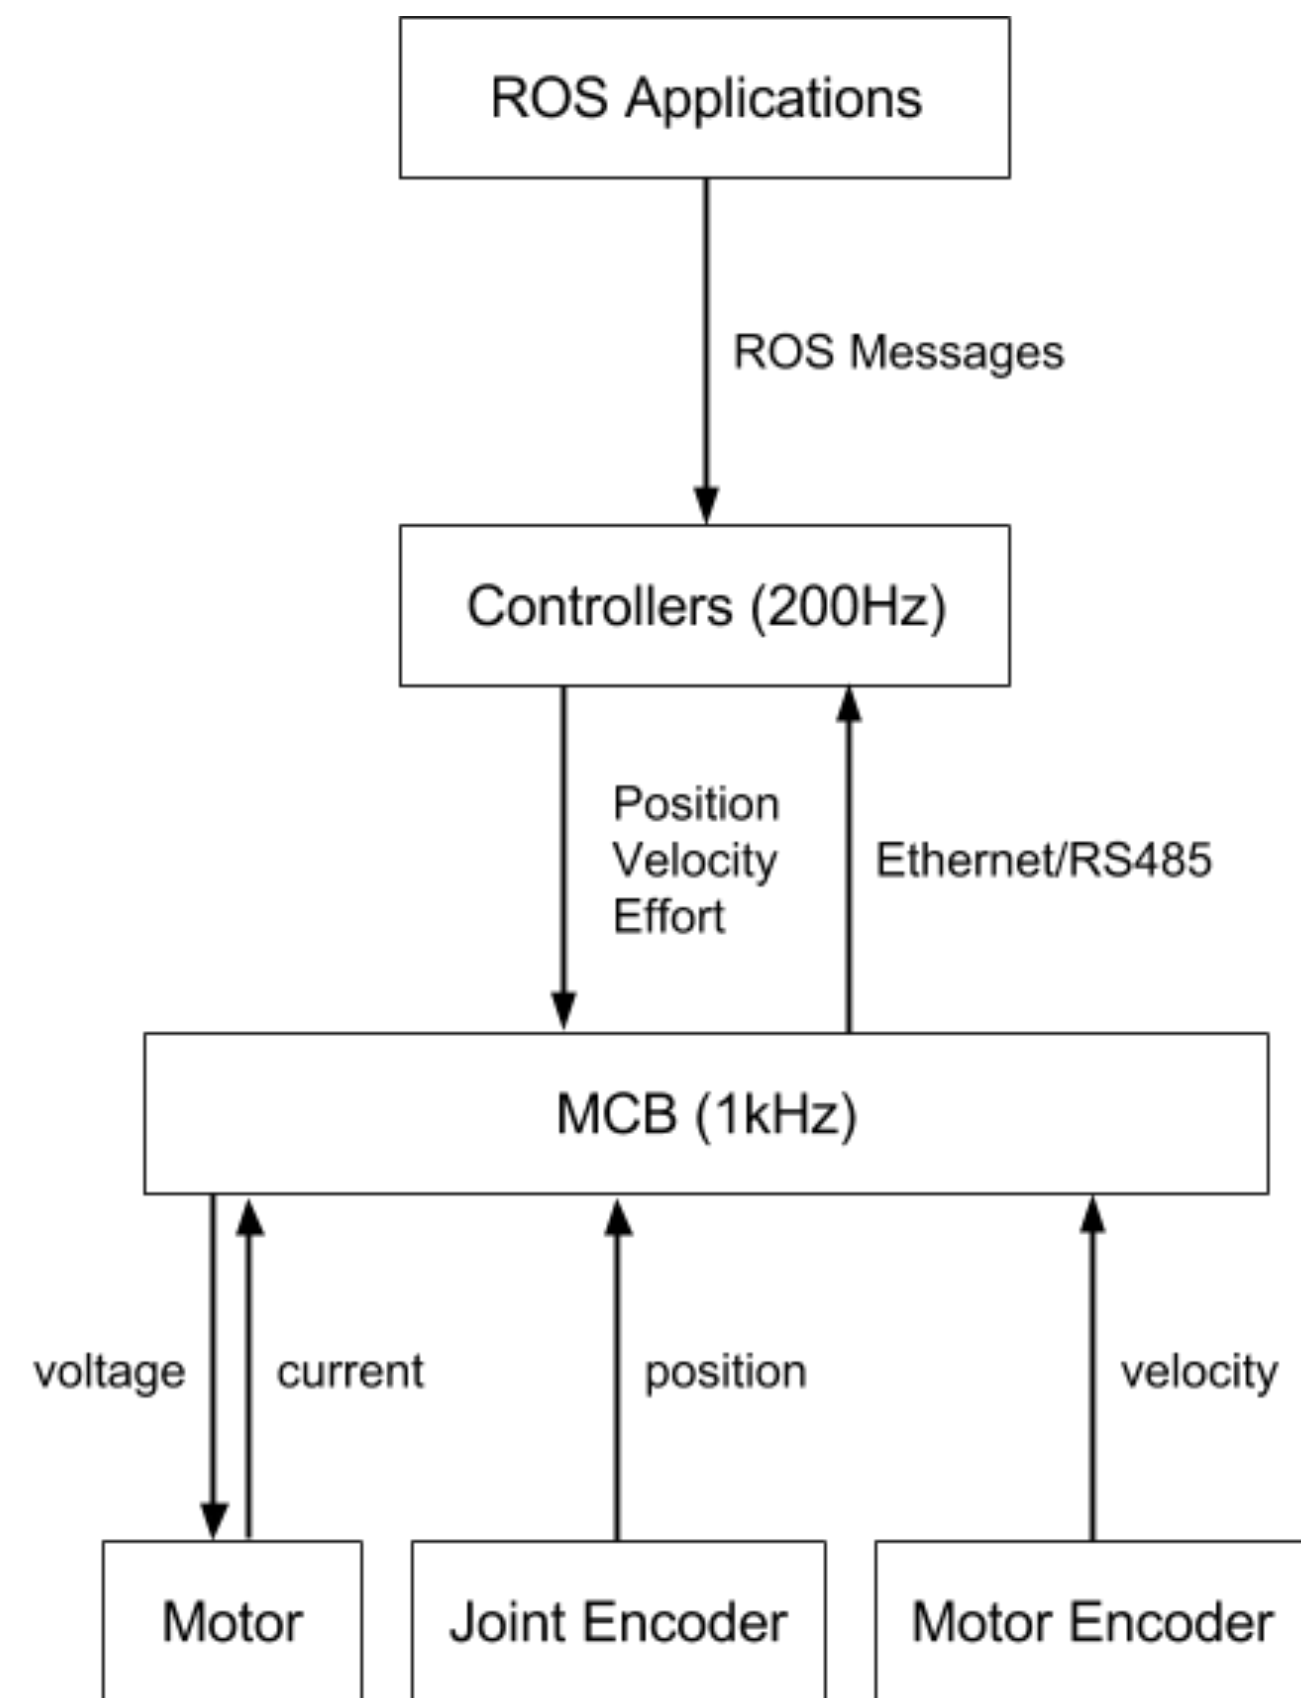 ROS Applications
ROS Messages
Controllers (200Hz)
Position
Velocity
Effort
Ethernet/RS485
MCB (1kHz)
voltage
current
position
velocity
Motor
Joint Encoder
Motor Encoder